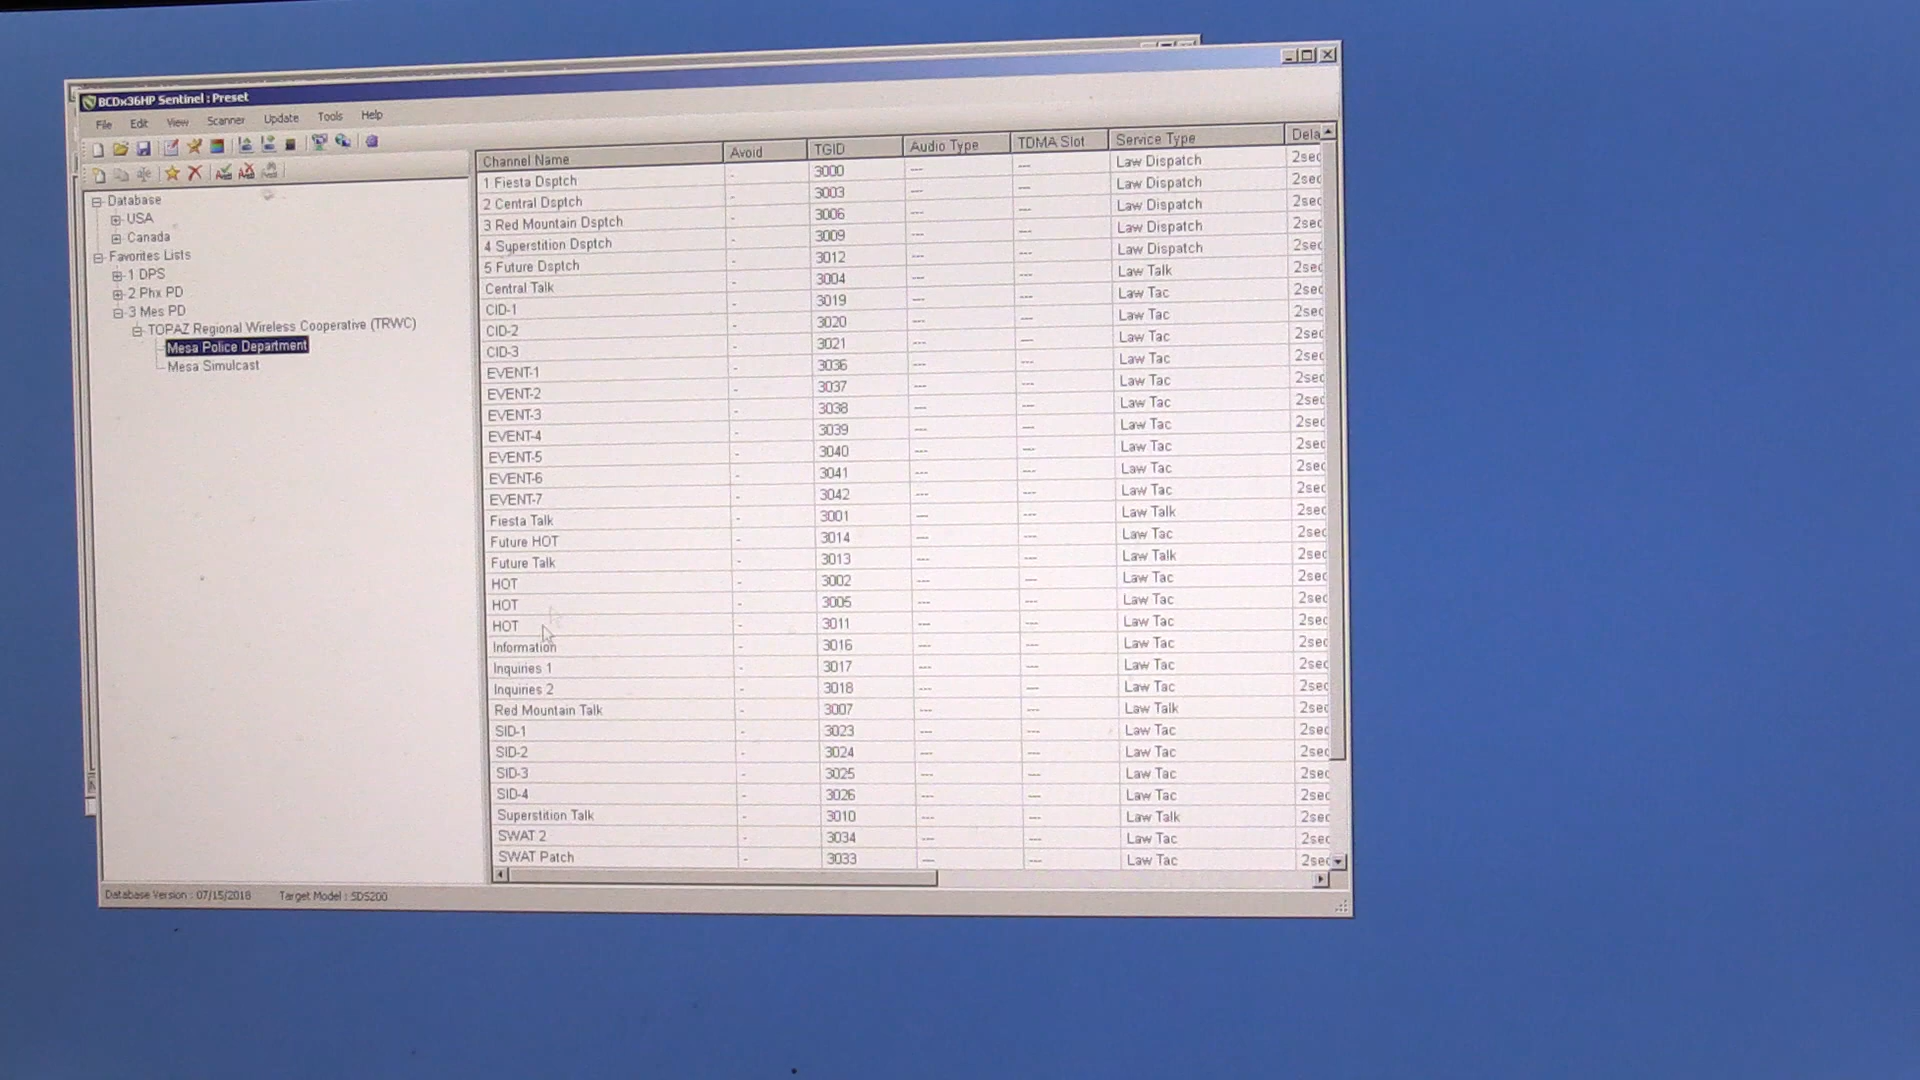 BCDx36HP Sentinel : Preset
File Edit View Scanner Update Tools Help
Database
USA
Canada
Favorites Lists
1 DPS
2 Phx PD
3 Mes PD
TOPAZ Regional Wireless Cooperative (TRWC)
Mesa Police Department
Mesa Simulcast
Channel Name Avoid TGID Audio Type TDMA Slot Service Type Dela
1 Fiesta Dsptch - 3000 --- --- Law Dispatch 2sec
2 Central Dsptch - 3003 --- --- Law Dispatch 2sec
3 Red Mountain Dsptch - 3006 --- --- Law Dispatch 2sec
4 Superstition Dsptch - 3009 --- --- Law Dispatch 2sec
5 Future Dsptch - 3012 --- --- Law Dispatch 2sec
Central Talk - 3004 --- --- Law Talk 2sec
CID-1 - 3019 --- --- Law Tac 2sec
CID-2 - 3020 --- --- Law Tac 2sec
CID-3 - 3021 --- --- Law Tac 2sec
EVENT-1 - 3036 --- --- Law Tac 2sec
EVENT-2 - 3037 --- --- Law Tac 2sec
EVENT-3 - 3038 --- --- Law Tac 2sec
EVENT-4 - 3039 --- --- Law Tac 2sec
EVENT-5 - 3040 --- --- Law Tac 2sec
EVENT-6 - 3041 --- --- Law Tac 2sec
EVENT-7 - 3042 --- --- Law Tac 2sec
Fiesta Talk - 3001 --- --- Law Talk 2sec
Future HOT - 3014 --- --- Law Tac 2sec
Future Talk - 3013 --- --- Law Talk 2sec
HOT - 3002 --- --- Law Tac 2sec
HOT - 3005 --- --- Law Tac 2sec
HOT - 3011 --- --- Law Tac 2sec
Information - 3016 --- --- Law Tac 2sec
Inquiries 1 - 3017 --- --- Law Tac 2sec
Inquiries 2 - 3018 --- --- Law Tac 2sec
Red Mountain Talk - 3007 --- --- Law Talk 2sec
SID-1 - 3023 --- --- Law Tac 2sec
SID-2 - 3024 --- --- Law Tac 2sec
SID-3 - 3025 --- --- Law Tac 2sec
SID-4 - 3026 --- --- Law Tac 2sec
Superstition Talk - 3010 --- --- Law Talk 2sec
SWAT 2 - 3034 --- --- Law Tac 2sec
SWAT Patch - 3033 --- --- Law Tac 2sec
Database Version : 07/15/2018 Target Model : SDS200